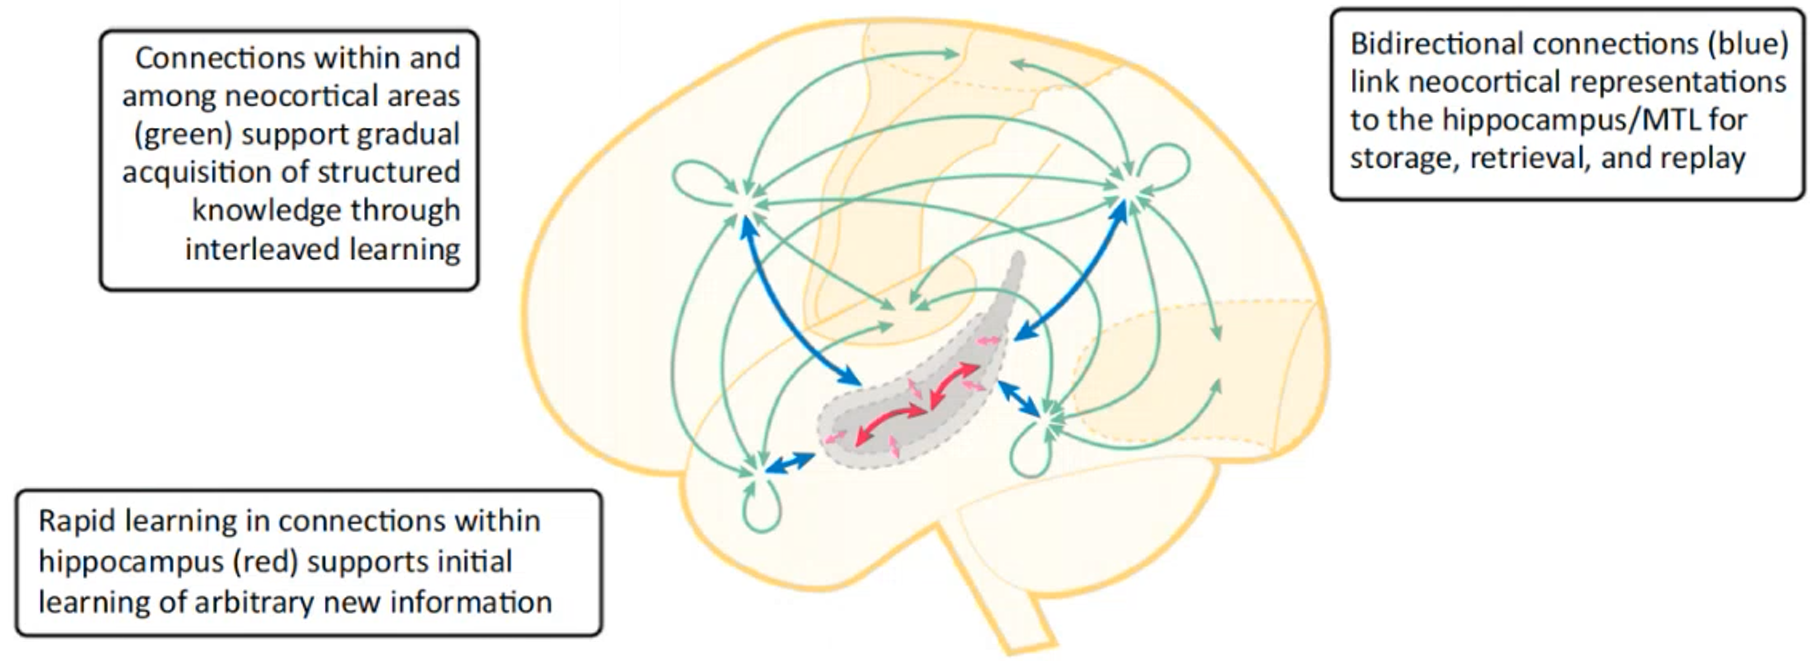 Connections within and
among neocortical areas
(green) support gradual
acquisition of structured
knowledge through
interleaved learning
Bidirectional connections (blue)
link neocortical representations
to the hippocampus/MTL for
storage, retrieval, and replay
Rapid learning in connections within
hippocampus (red) supports initial
learning of arbitrary new information